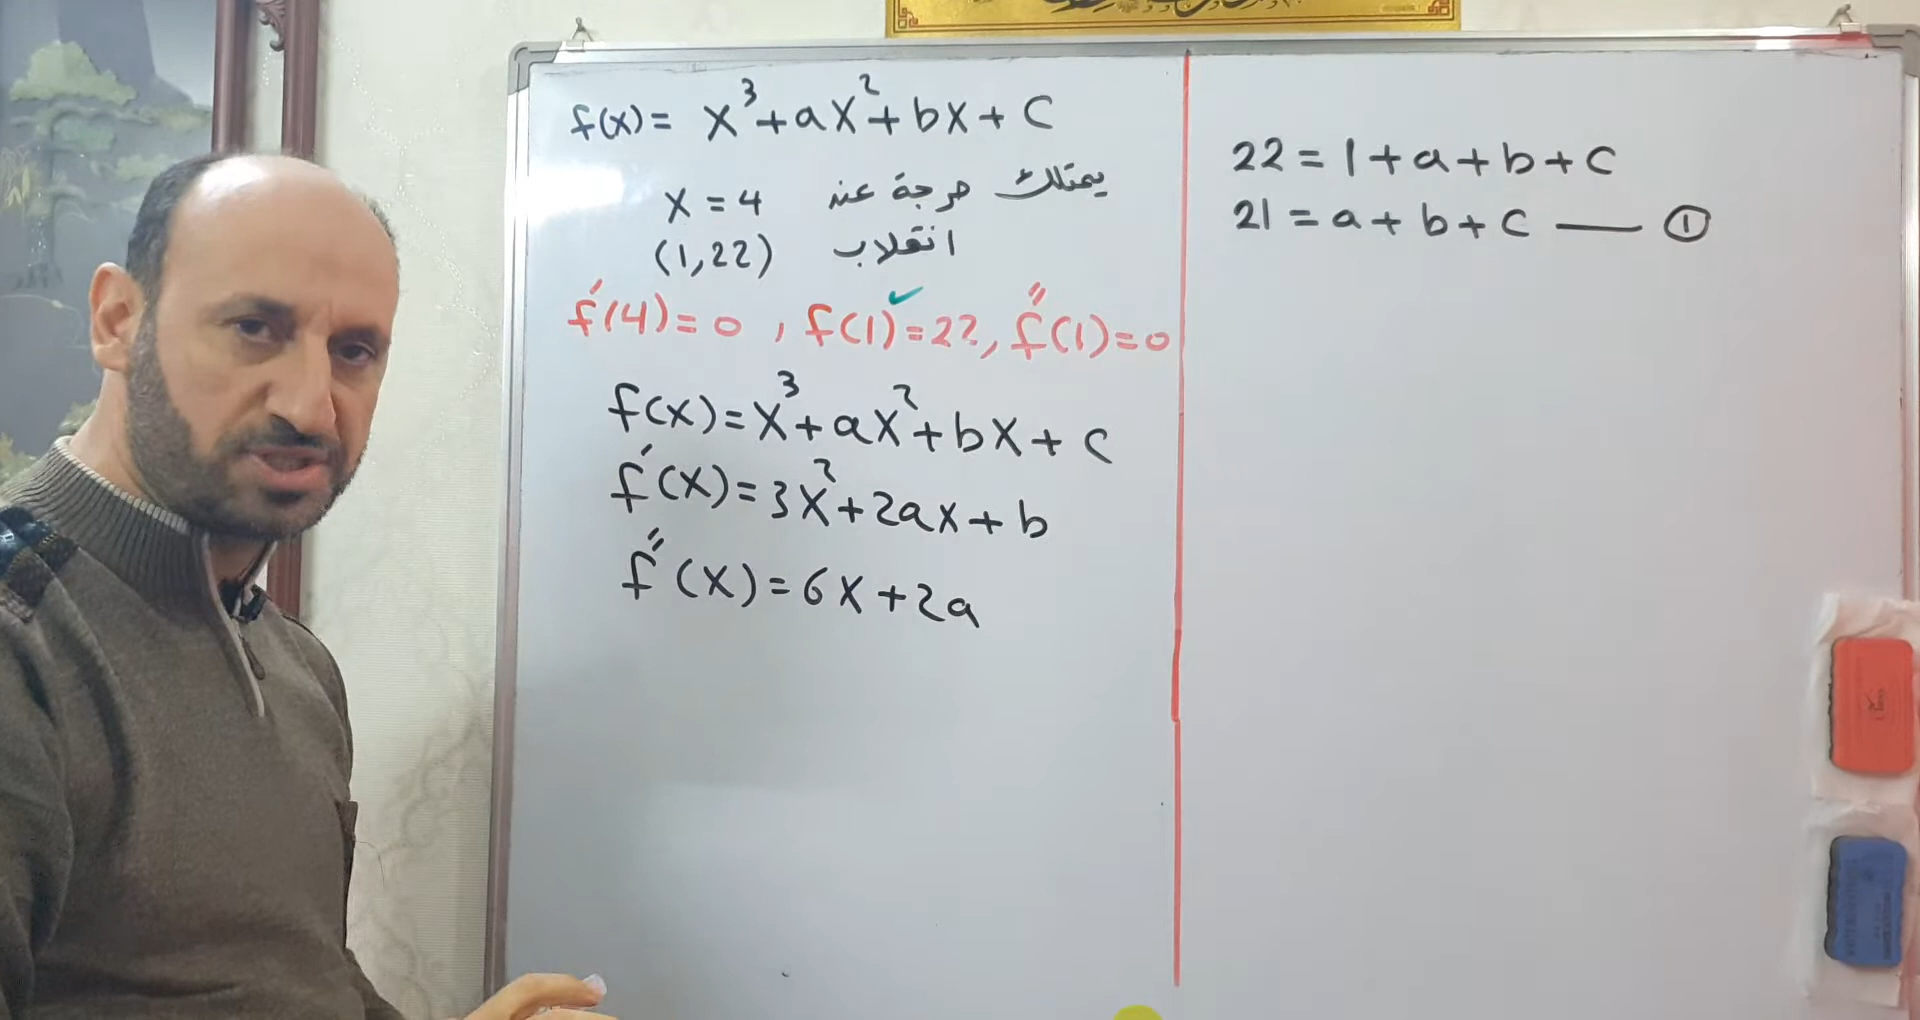 f(x) = x³ + ax² + bx + c
يمتلك حرجة عند x = 4
انقلاب (1,22)
f′(4) = 0 , f(1) = 22, f″(1) = 0
f(x) = x³ + ax² + bx + c
f′(x) = 3x² + 2ax + b
f″(x) = 6x + 2a
22 = 1 + a + b + c
21 = a + b + c — ①